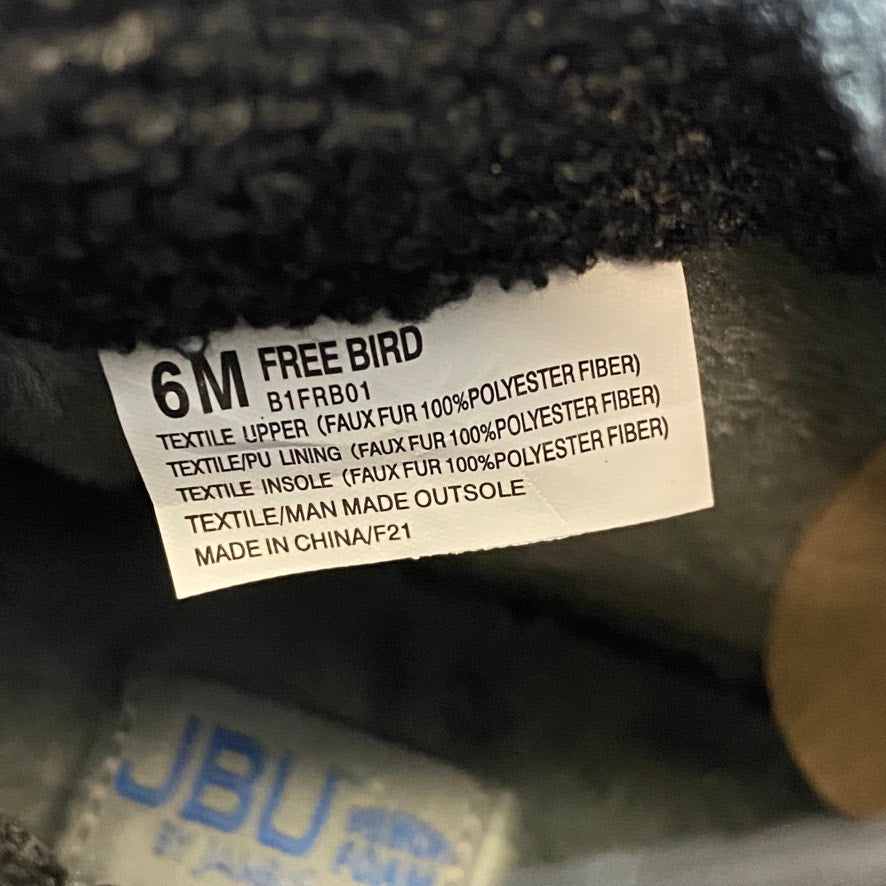 6M FREE BIRD
B1FRB01
TEXTILE UPPER (FAUX FUR 100%POLYESTER FIBER)
TEXTILE/PU LINING (FAUX FUR 100%POLYESTER FIBER)
TEXTILE INSOLE (FAUX FUR 100%POLYESTER FIBER)
TEXTILE/MAN MADE OUTSOLE
MADE IN CHINA/F21
JBU
BY